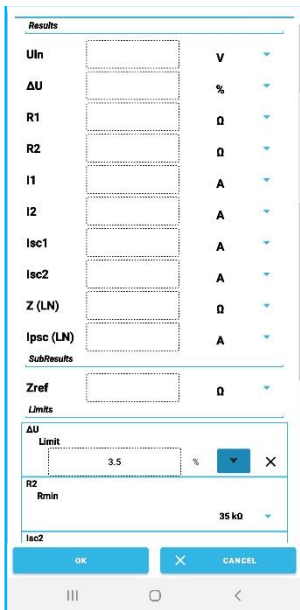 Results
Uln V
ΔU %
R1 Ω
R2 Ω
I1 A
I2 A
Isc1 A
Isc2 A
Z (LN) Ω
Ipsc (LN) A
SubResults
Zref Ω
Limits
ΔU
Limit
3.5 %
R2
Rmin
35 kΩ
Isc2
OK CANCEL